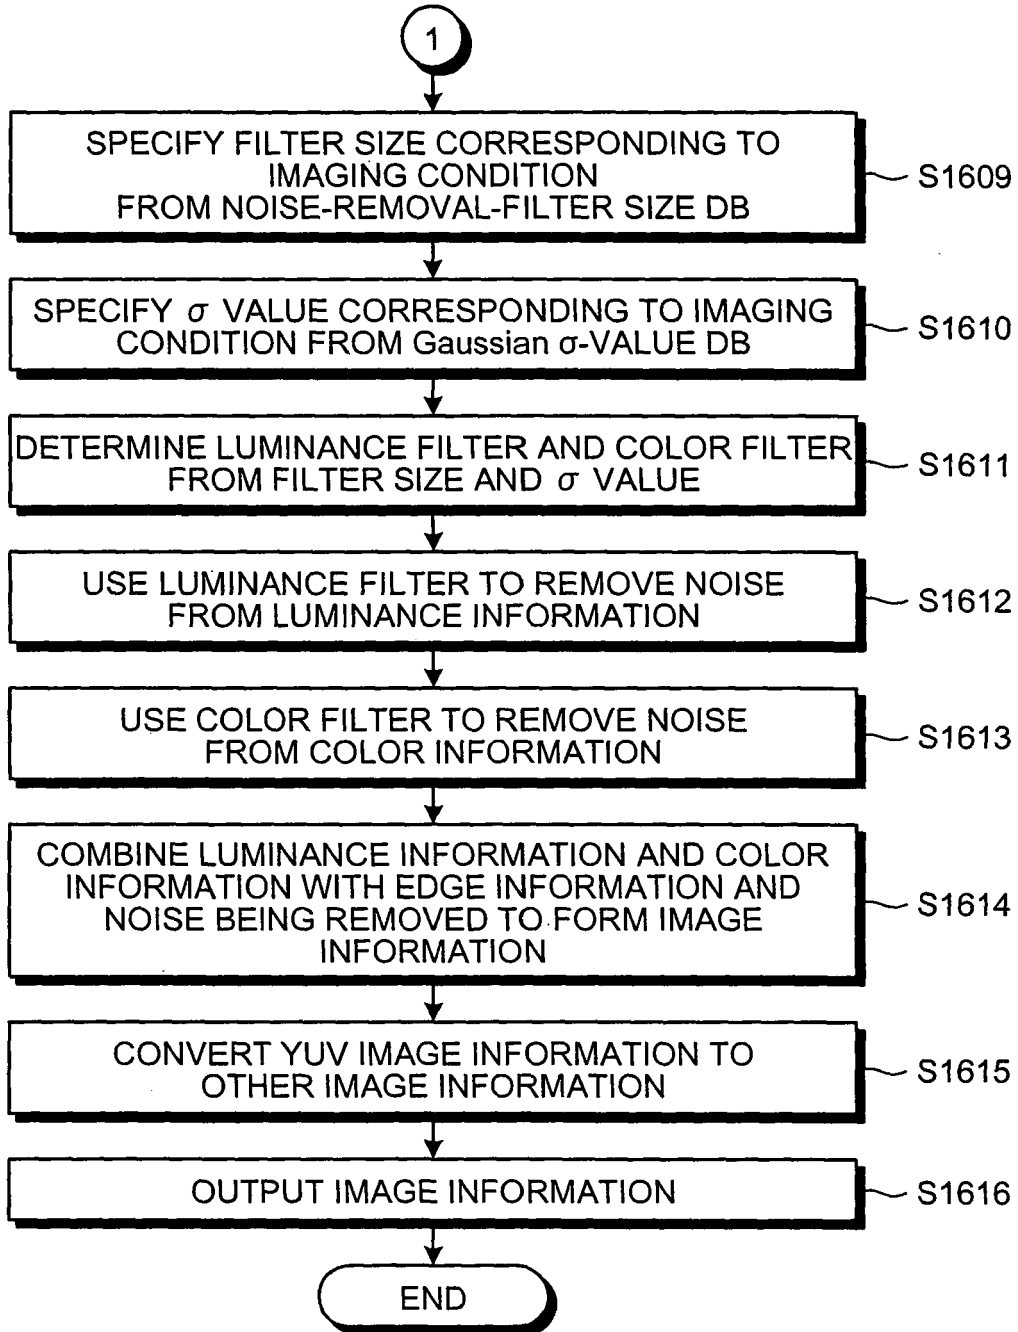 1
SPECIFY FILTER SIZE CORRESPONDING TO
IMAGING CONDITION
FROM NOISE-REMOVAL-FILTER SIZE DB
S1609
SPECIFY σ VALUE CORRESPONDING TO IMAGING
CONDITION FROM Gaussian σ-VALUE DB
S1610
DETERMINE LUMINANCE FILTER AND COLOR FILTER
FROM FILTER SIZE AND σ VALUE
S1611
USE LUMINANCE FILTER TO REMOVE NOISE
FROM LUMINANCE INFORMATION
S1612
USE COLOR FILTER TO REMOVE NOISE
FROM COLOR INFORMATION
S1613
COMBINE LUMINANCE INFORMATION AND COLOR
INFORMATION WITH EDGE INFORMATION AND
NOISE BEING REMOVED TO FORM IMAGE
INFORMATION
S1614
CONVERT YUV IMAGE INFORMATION TO
OTHER IMAGE INFORMATION
S1615
OUTPUT IMAGE INFORMATION
S1616
END